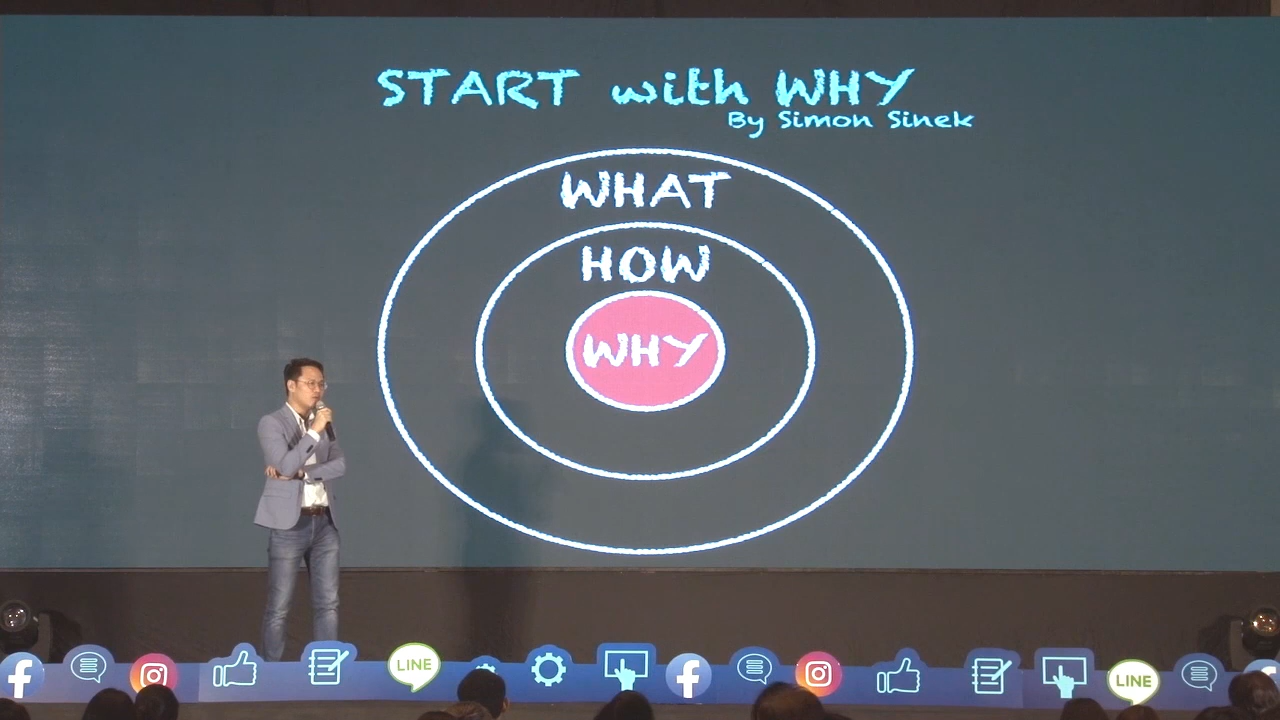 START with WHY
By Simon Sinek
WHAT
HOW
WHY
LINE
LINE